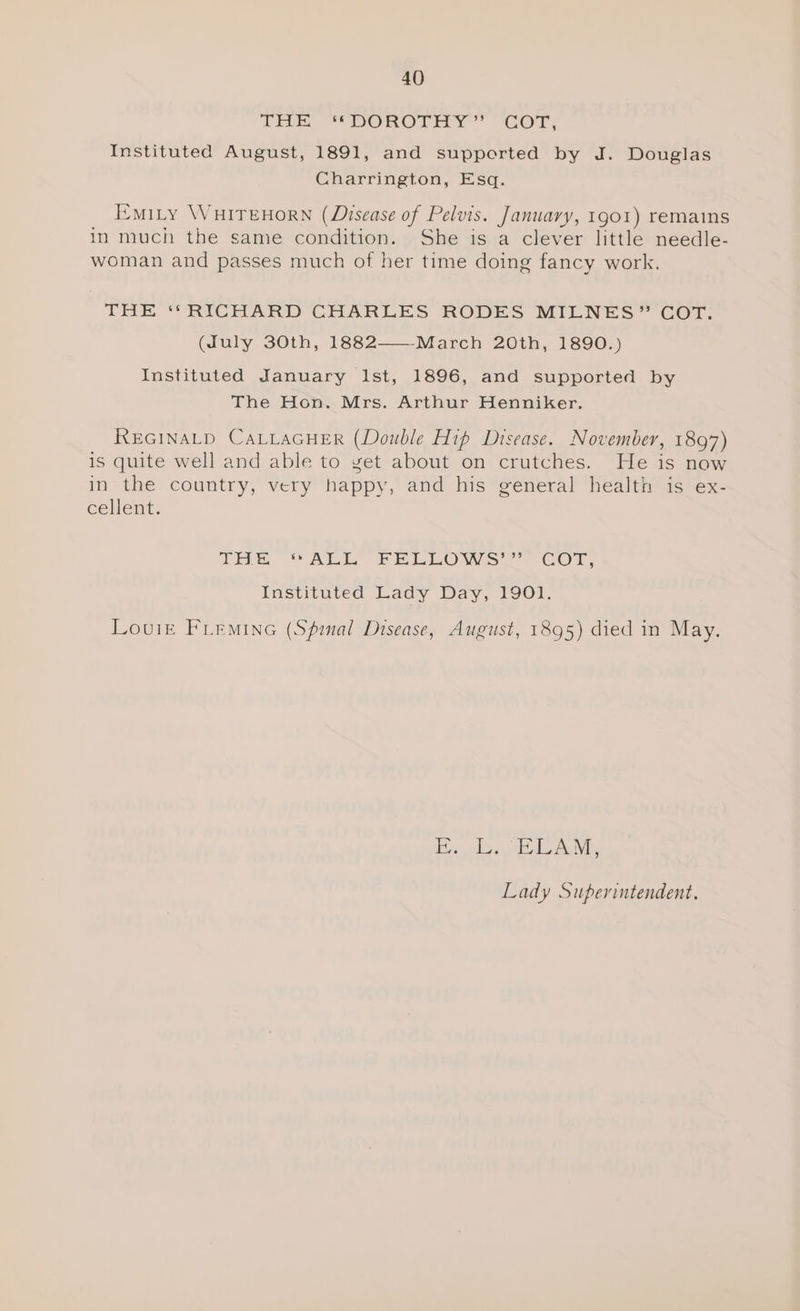 40
THE “DOROTHY” COT,
Instituted August, 1891, and supported by J. Douglas
Charrington, Esq.
EMILY WHITEHORN (Disease of Pelvis. January, 1901) remains
in much the same condition. She is a clever little needle-
woman and passes much of her time doing fancy work.
THE “RICHARD CHARLES RODES MILNES” COT.
(July 30th, 1882——March 20th, 1890.)
Instituted January 1st, 1896, and supported by
The Hon. Mrs. Arthur Henniker.
REGINALD CALLAGHER (Double Hip Disease. November, 1897)
is quite well and able to get about on crutches. He is now
in the country, very happy, and his general health is ex-
cellent.
THE “ALL FELLOWS’” COT,
Instituted Lady Day, 1901.
LOUIE FLEMING (Spinal Disease, August, 1895) died in May.
E. L. ELAM,
Lady Superintendent.